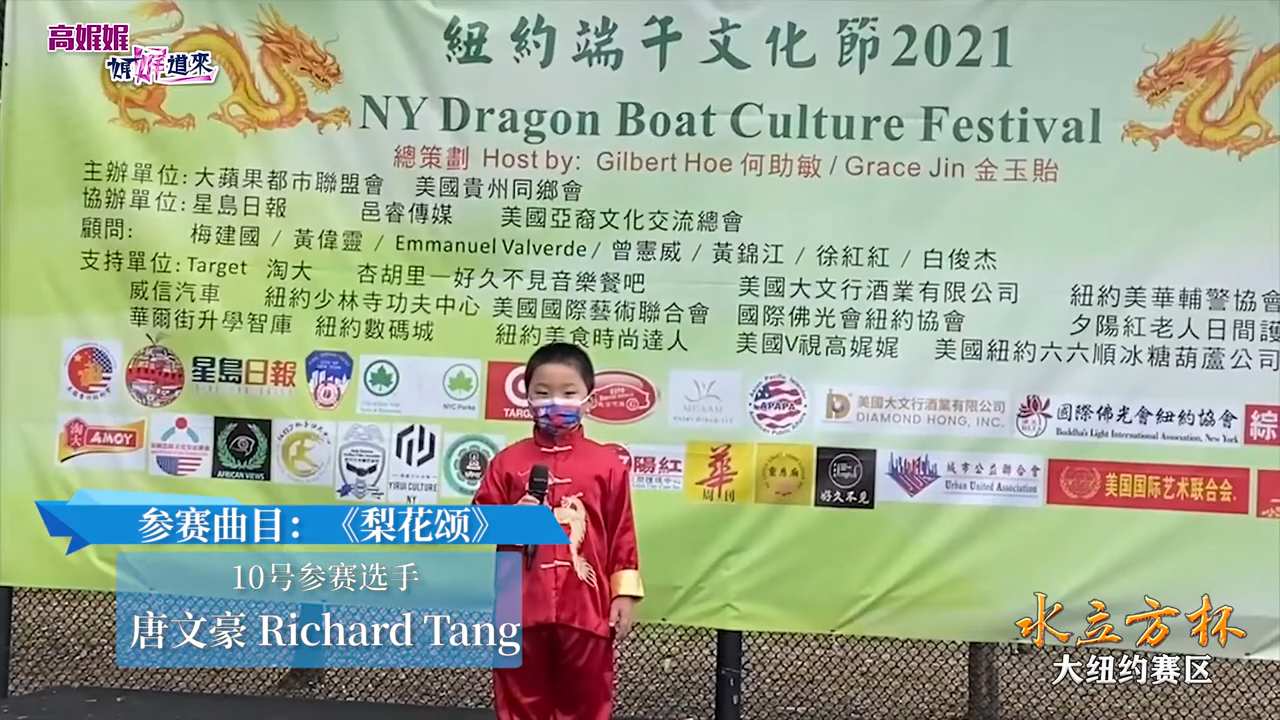 高娓娓
娓娓道來
紐約端午文化節2021
NY Dragon Boat Culture Festival
總策劃 Host by: Gilbert Hoe 何助敏 / Grace Jin 金玉貽
主辦單位: 大蘋果都市聯盟會 美國貴州同鄉會
協辦單位: 星島日報 邑睿傳媒 美國亞裔文化交流總會
顧問: 梅建國 / 黃偉靈 / Emmanuel Valverde / 曾憲威 / 黃錦江 / 徐紅紅 / 白俊杰
支持單位: Target 淘大 杏胡里一好久不見音樂餐吧 美國大文行酒業有限公司 紐約美華輔警協會
威信汽車 紐約少林寺功夫中心 美國國際藝術聯合會 國際佛光會紐約協會 夕陽紅老人日間護
華爾街升學智庫 紐約數碼城 紐約美食時尚達人 美國V視高娓娓 美國紐約六六順冰糖葫蘆公司
星島日報
NYC Parks
TARG
APAPA
美國大文行酒業有限公司
DIAMOND HONG, INC.
國際佛光會紐約協會
Buddha's Light International Association, New York
綜
淘大 AMOY
AFRICAN VIEWS
YIRUI CULTURE
NY
陽紅
華
周刊
好久不見
城市公益聯合會
Urban United Association
美国国际艺术联合会
参赛曲目：《梨花颂》
10号参赛选手
唐文豪 Richard Tang
水立方杯
大纽约赛区